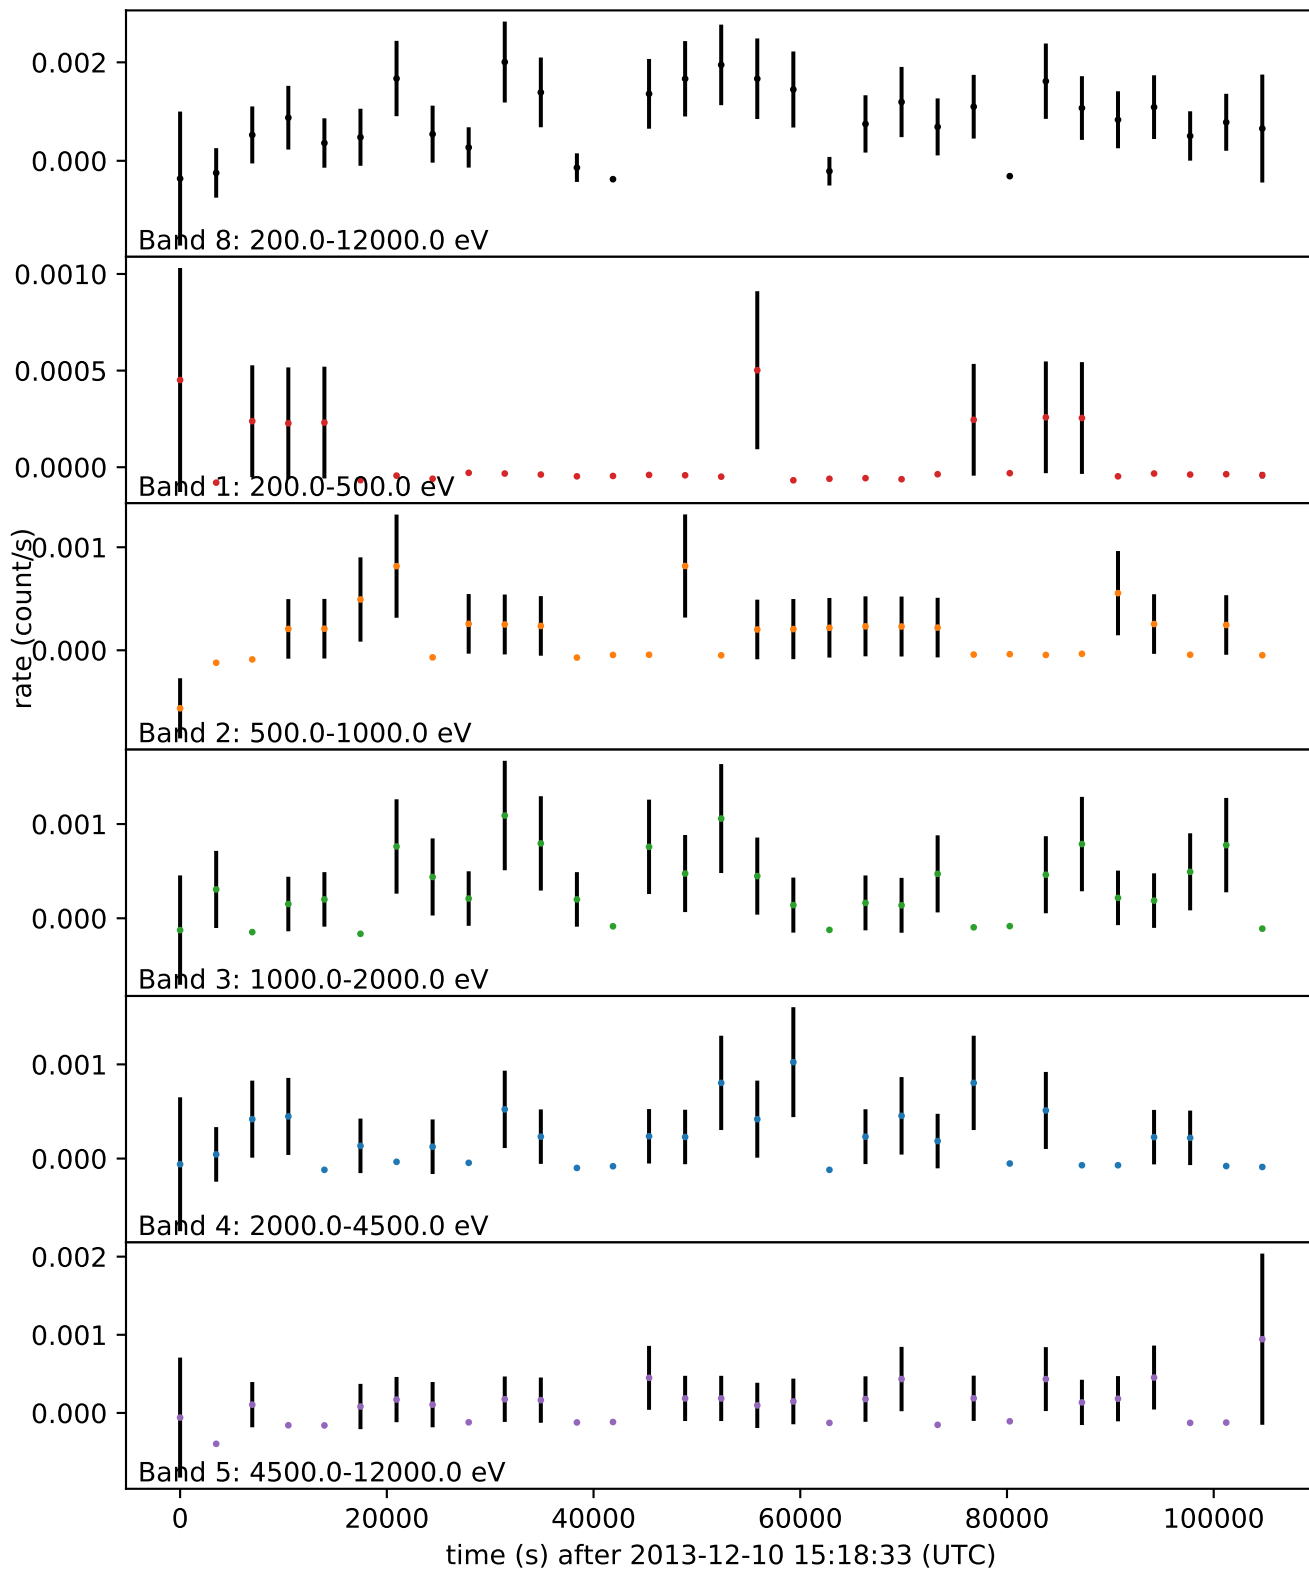 0.002
0.000
Band 8: 200.0-12000.0 eV
0.0010
0.0005
0.0000
Band 1: 200.0-500.0 eV
0.001
0.000
Band 2: 500.0-1000.0 eV
rate (count/s)
0.001
0.000
Band 3: 1000.0-2000.0 eV
0.001
0.000
Band 4: 2000.0-4500.0 eV
0.002
0.001
0.000
Band 5: 4500.0-12000.0 eV
0 20000 40000 60000 80000 100000
time (s) after 2013-12-10 15:18:33 (UTC)